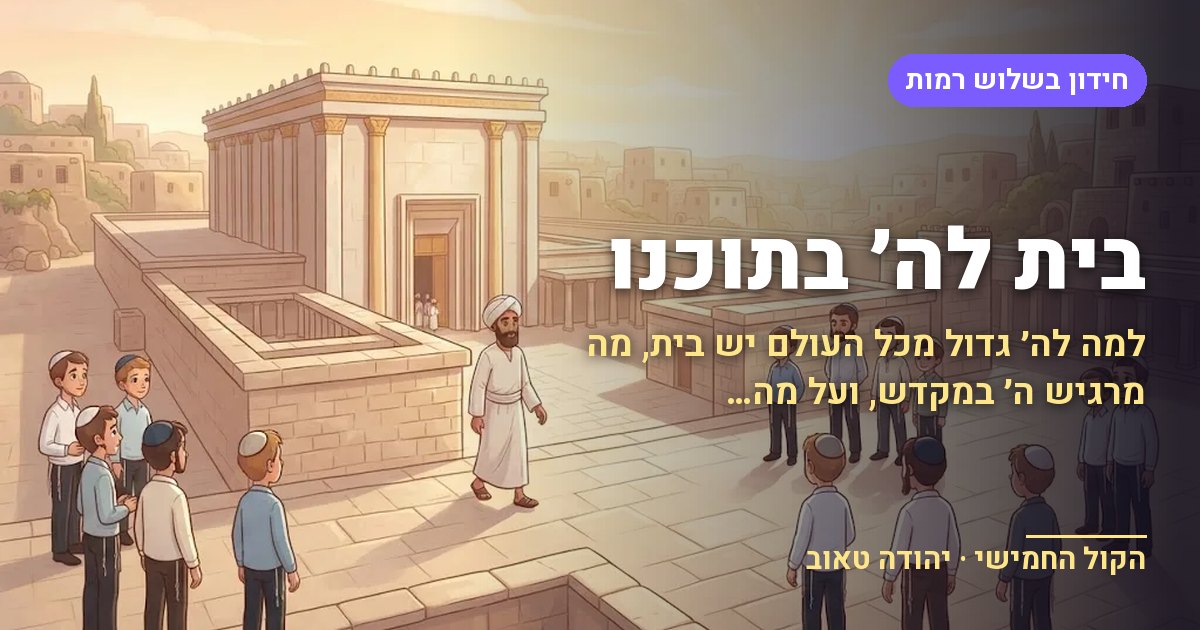 חידון בשלוש רמות
בית לה׳ בתוכנו
למה לה׳ גדול מכל העולם יש בית, מה
מרגיש ה׳ במקדש, ועל מה...
הקול החמישי · יהודה טאוב